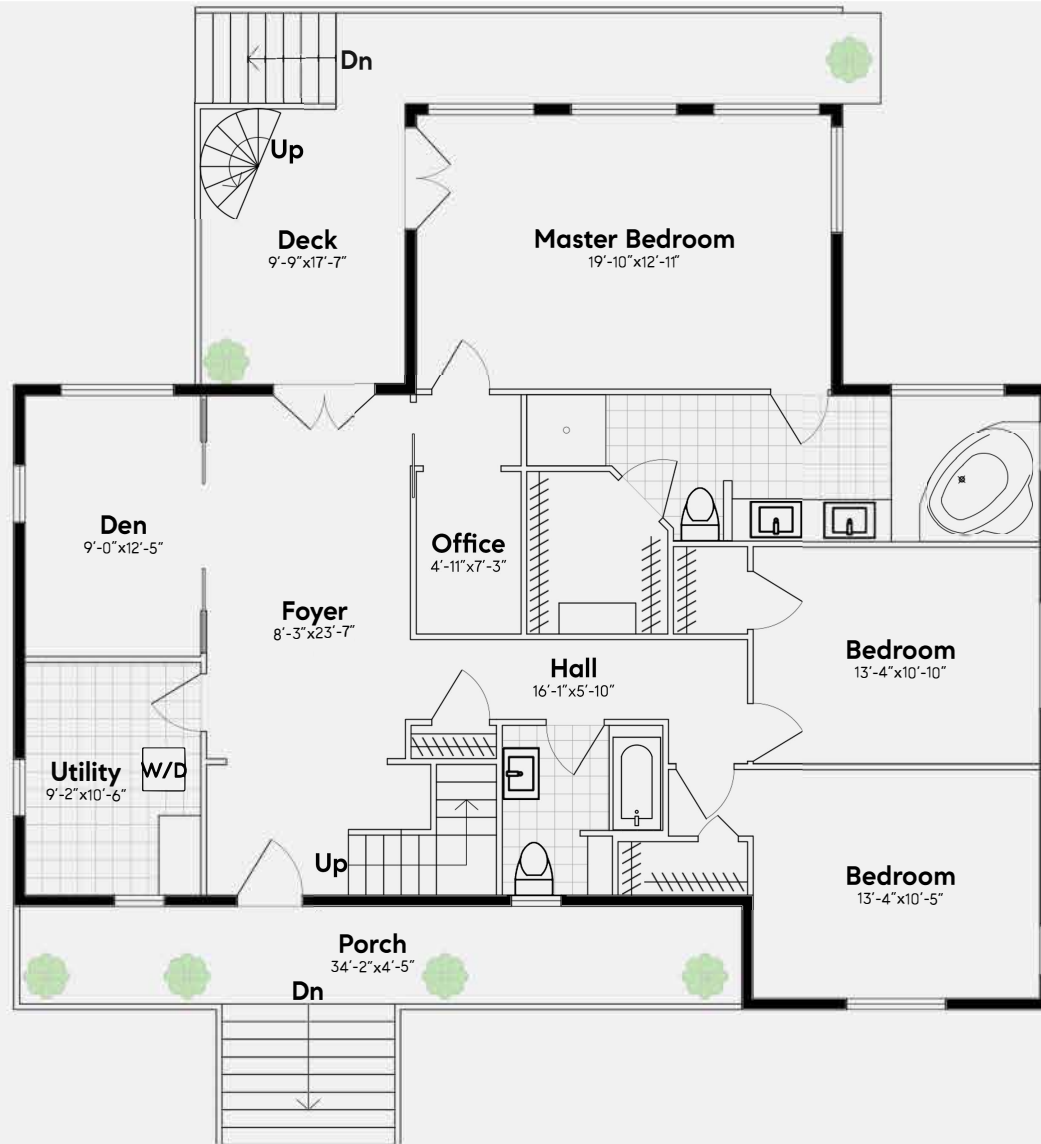 Dn
Up
Deck
9'-9"x17'-7"
Master Bedroom
19'-10"x12'-11"
Den
9'-0"x12'-5"
Office
4'-11"x7'-3"
Foyer
8'-3"x23'-7"
Hall
16'-1"x5'-10"
Bedroom
13'-4"x10'-10"
Utility
9'-2"x10'-6"
W/D
Up
Bedroom
13'-4"x10'-5"
Porch
34'-2"x4'-5"
Dn